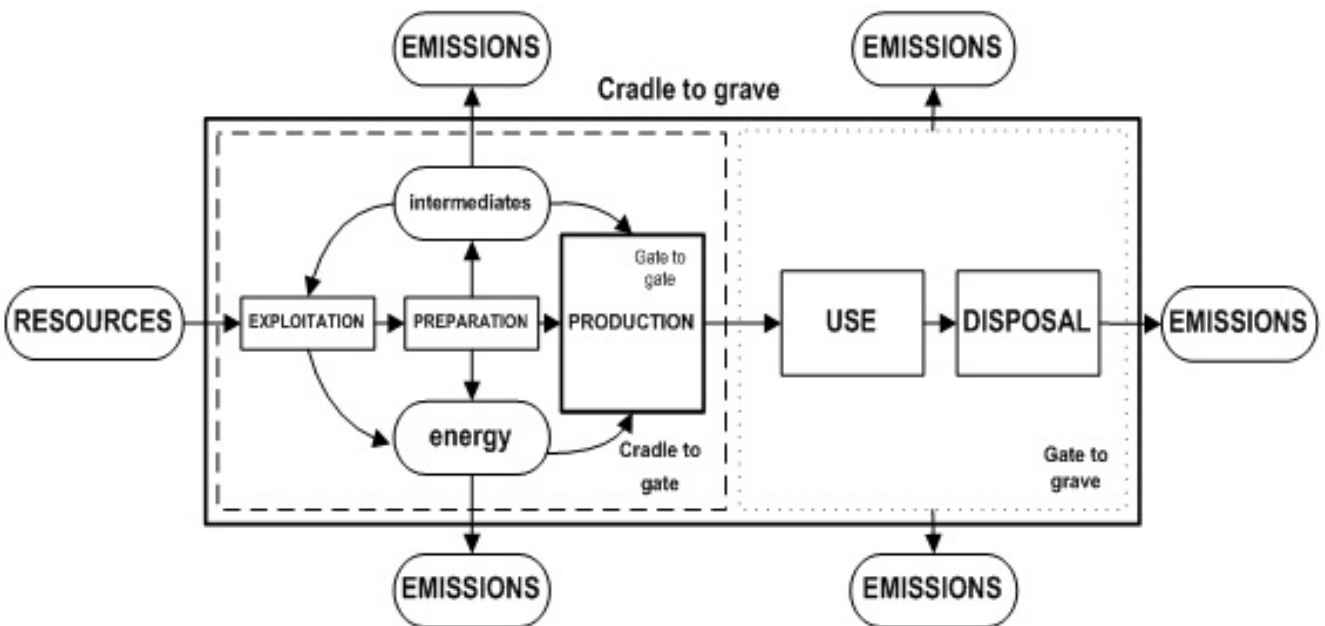 EMISSIONS
EMISSIONS
Cradle to grave
intermediates
Gate to
gate
RESOURCES
EXPLOITATION
PREPARATION
PRODUCTION
USE
DISPOSAL
EMISSIONS
energy
Cradle to
gate
Gate to
grave
EMISSIONS
EMISSIONS